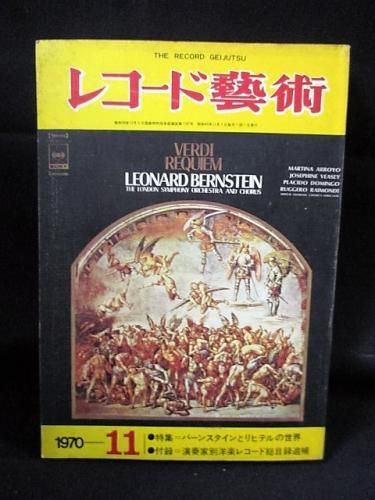 THE RECORD GEIJUTSU
レコード藝術
SONY
VERDI
REQUIEM
LEONARD BERNSTEIN
THE LONDON SYMPHONY ORCHESTRA AND CHORUS
MARTINA ARROYO
JOSEPHINE VEASEY
PLACIDO DOMINGO
RUGGERO RAIMONDI
1970—11
●特集=バーンスタインとリヒテルの世界
●付録=演奏家別洋楽レコード総目録追補